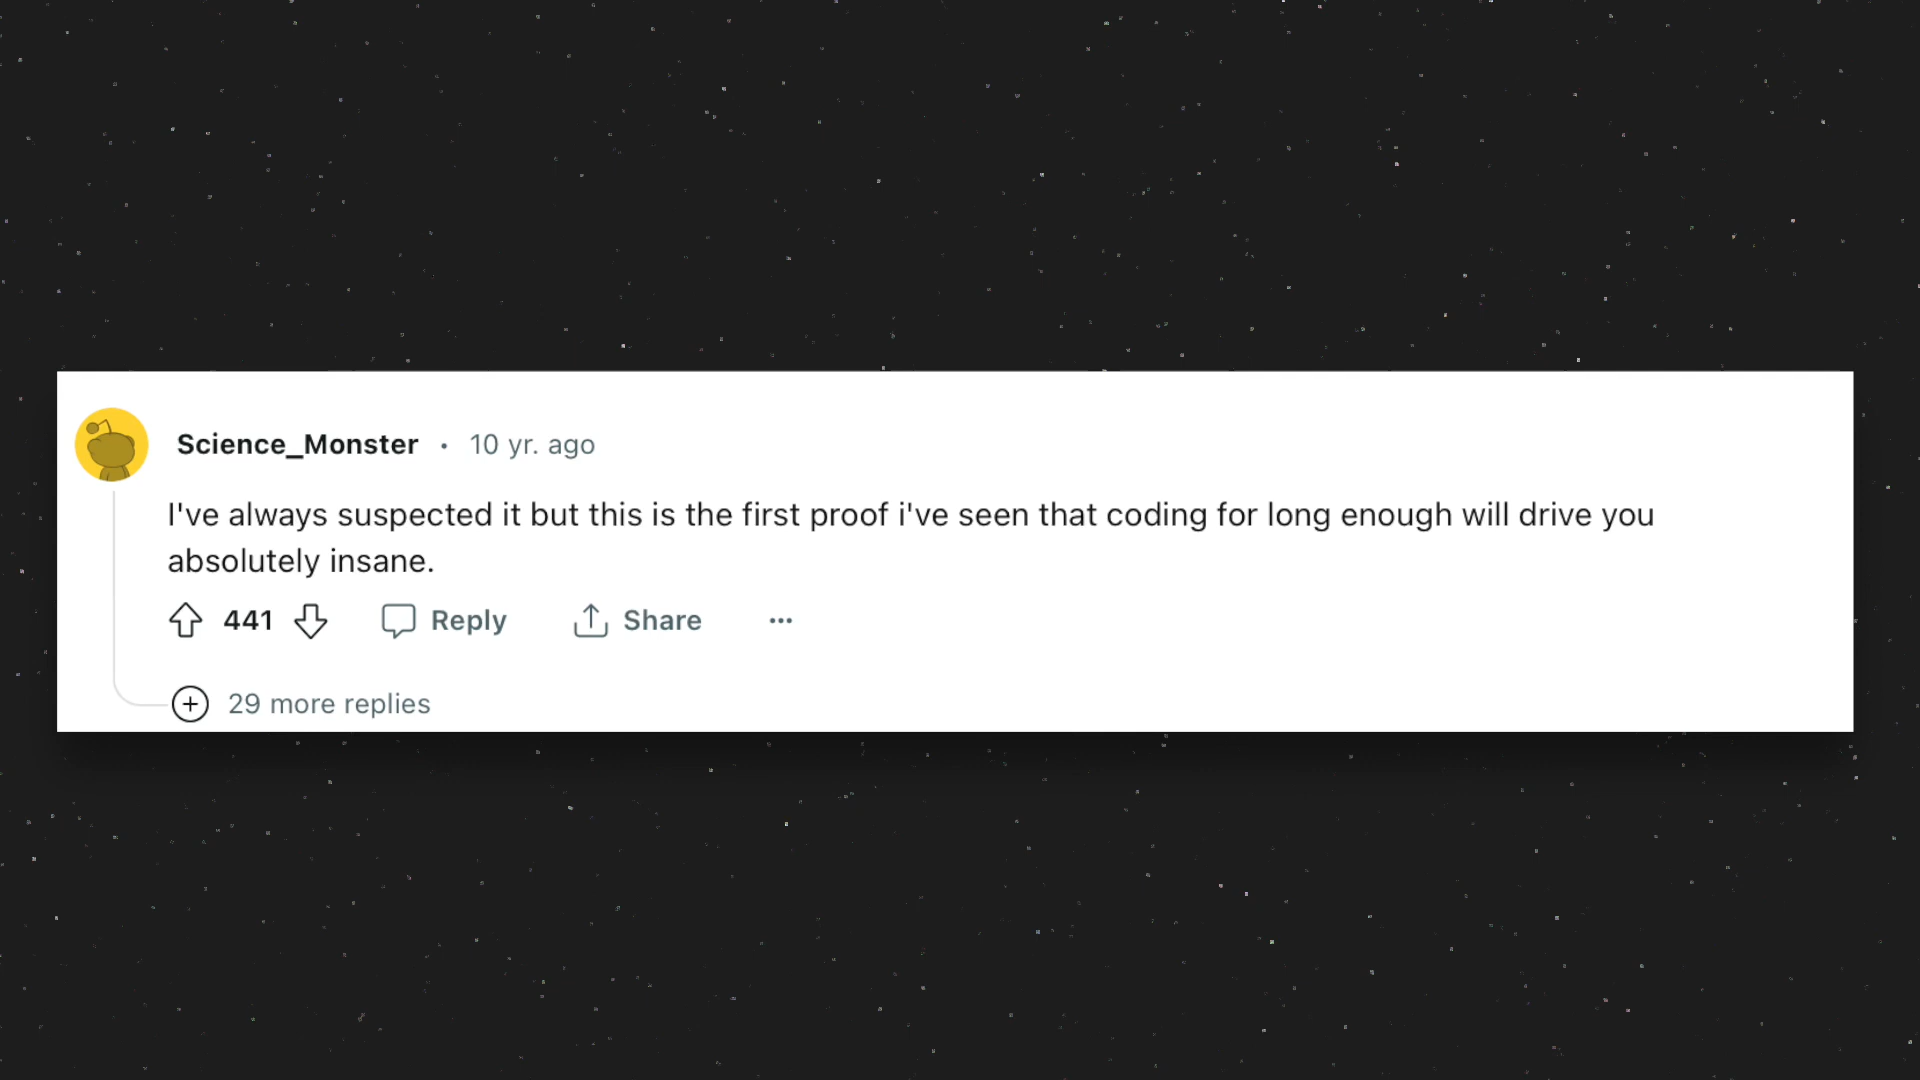 Science_Monster · 10 yr. ago
I've always suspected it but this is the first proof i've seen that coding for long enough will drive you
absolutely insane.
441 Reply Share ···
29 more replies